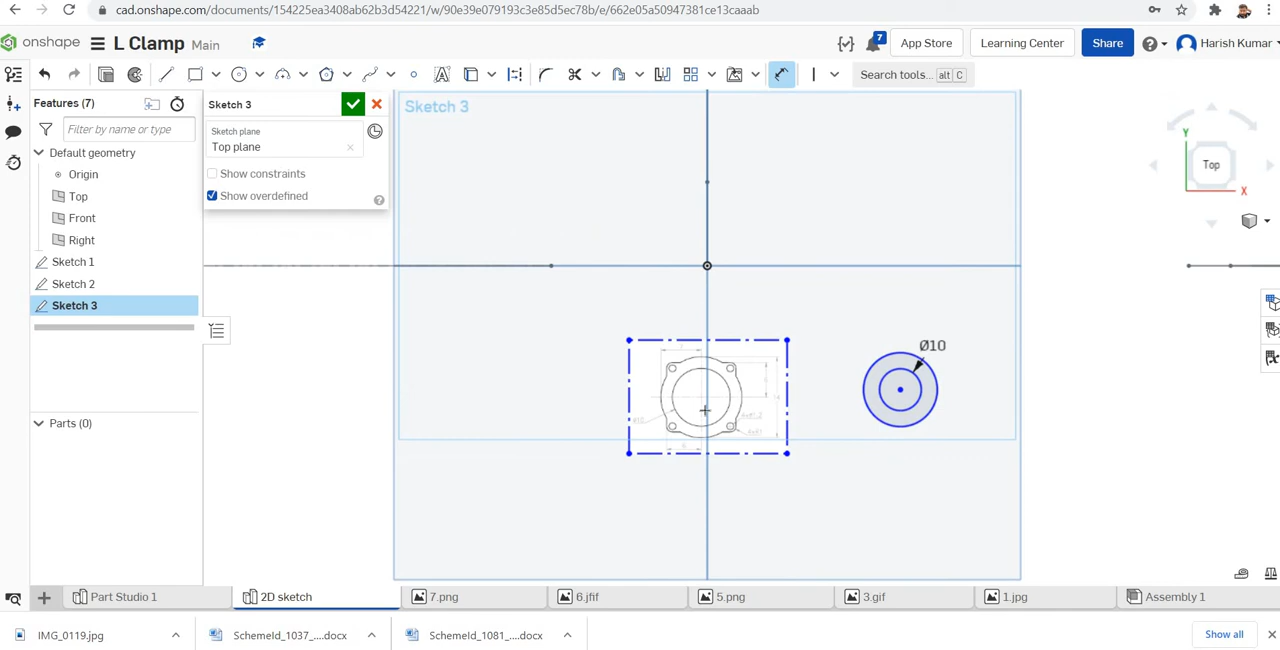 cad.onshape.com/documents/154225ea3408ab62b3d54221/w/90e39079193c3e85d5ec78b/e/662e05a50947381ce13caaab
onshape
L Clamp Main
7
App Store
Learning Center
Share
Harish Kumar
Search tools... alt C
Features (7)
Filter by name or type
Default geometry
Origin
Top
Front
Right
Sketch 1
Sketch 2
Sketch 3
Parts (0)
Sketch 3
Sketch plane
Top plane
Show constraints
Show overdefined
Sketch 3
Ø10
Y
Top
X
Part Studio 1
2D sketch
7.png
6.jfif
5.png
3.gif
1.jpg
Assembly 1
IMG_0119.jpg
SchemeId_1037_....docx
SchemeId_1081_....docx
Show all